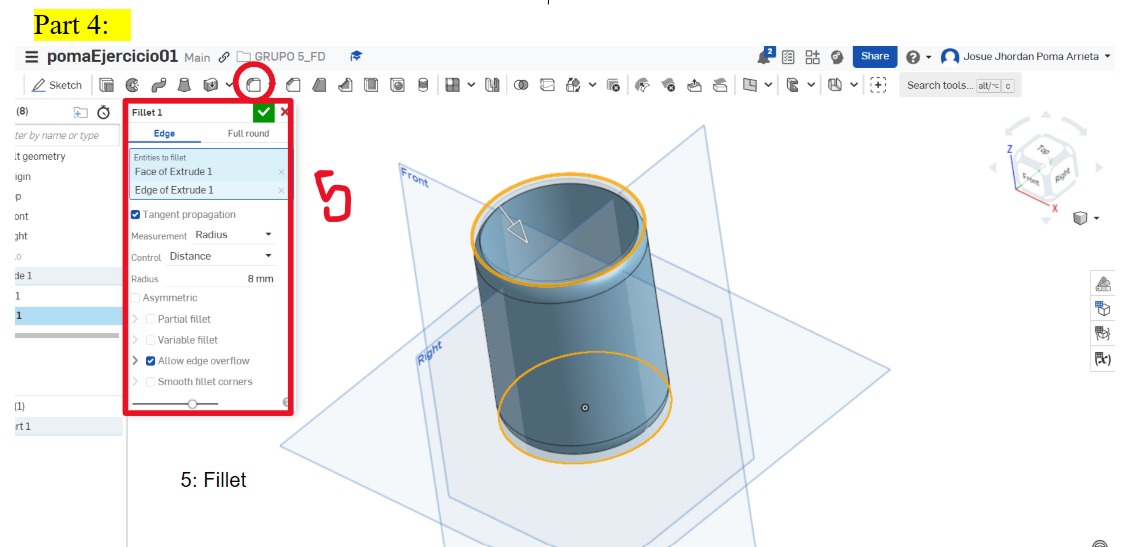 Part 4:
pomaEjercicio01 Main GRUPO 5_FD
2 Share Josue Jhordan Poma Arrieta
Sketch
Search tools... alt/⌥ c
(8)
ter by name or type
lt geometry
igin
op
ont
ght
de 1
1
1
(1)
rt 1
Fillet 1
Edge Full round
Entities to fillet
Face of Extrude 1
Edge of Extrude 1
Tangent propagation
Measurement Radius
Control Distance
Radius 8 mm
Asymmetric
Partial fillet
Variable fillet
Allow edge overflow
Smooth fillet corners
5
Front
Right
Z
Top
Front
Right
X
(x)
5: Fillet